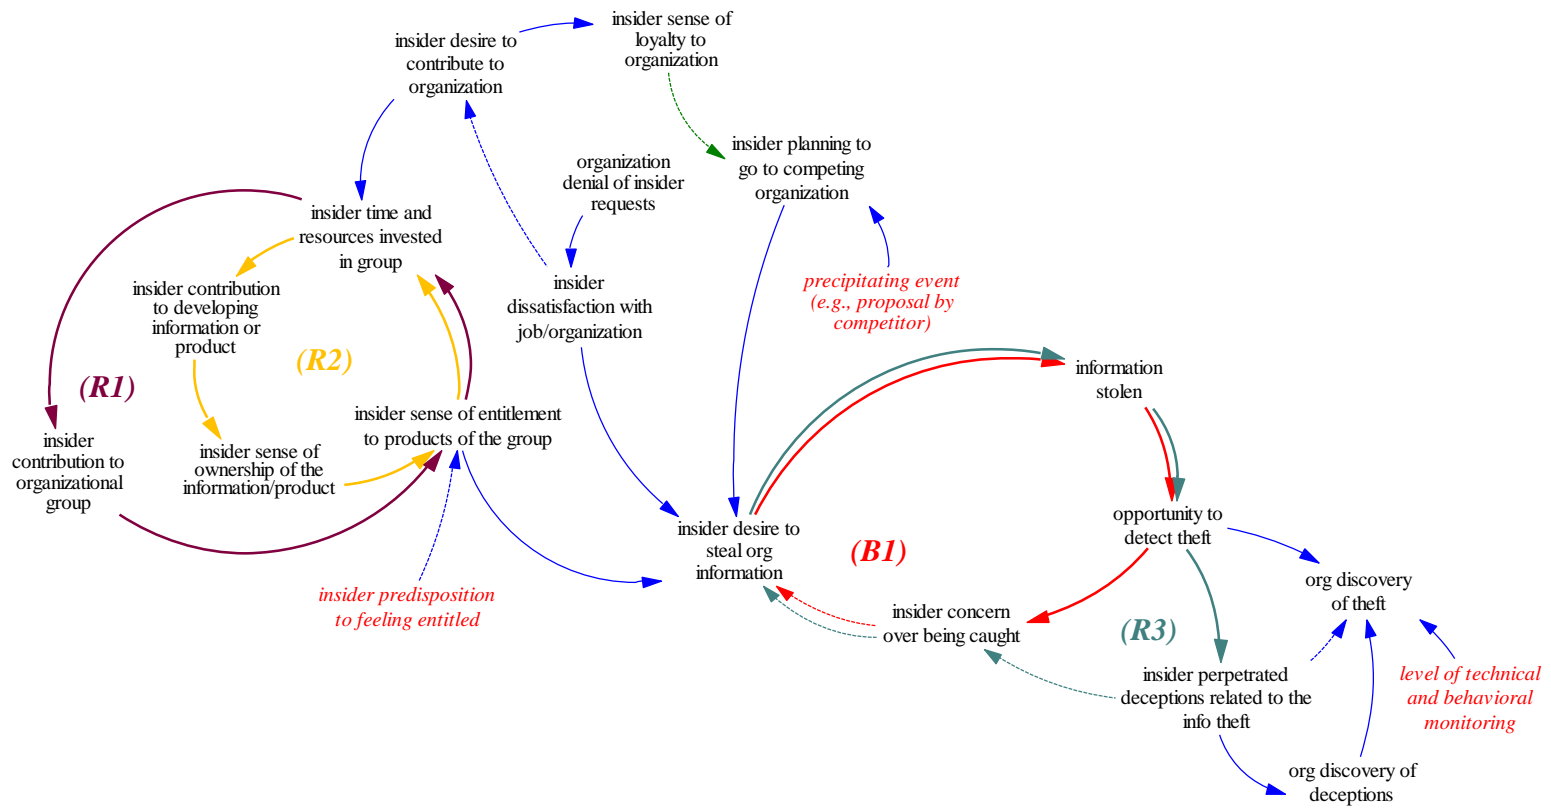 insider desire to
contribute to
organization
insider sense of
loyalty to
organization
insider planning to
go to competing
organization
organization
denial of insider
requests
insider time and
resources invested
in group
insider
dissatisfaction with
job/organization
precipitating event
(e.g., proposal by
competitor)
insider contribution
to developing
information or
product
(R2)
(R1)
information
stolen
insider sense of entitlement
to products of the group
insider
contribution to
organizational
group
insider sense of
ownership of the
information/product
insider desire to
steal org
information
(B1)
opportunity to
detect theft
insider predisposition
to feeling entitled
insider concern
over being caught
(R3)
org discovery
of theft
insider perpetrated
deceptions related to the
info theft
level of technical
and behavioral
monitoring
org discovery of
deceptions